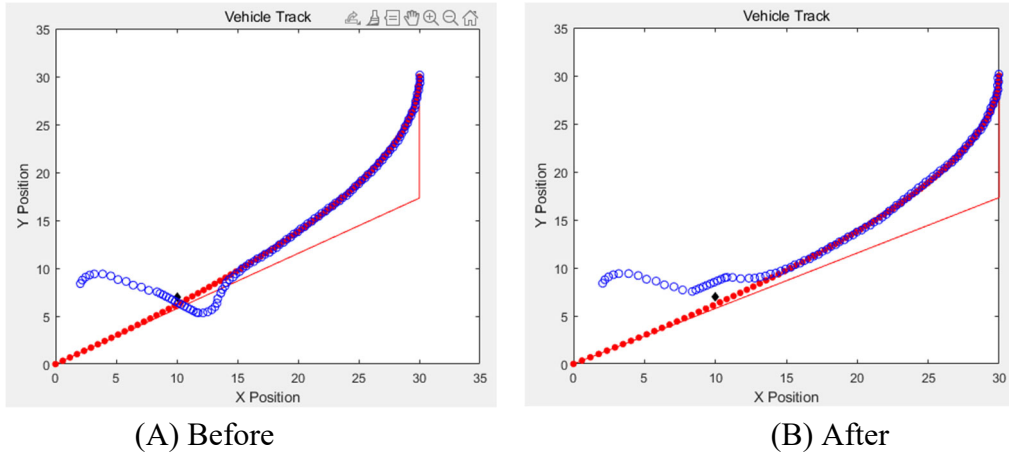 Vehicle Track
35
30
25
20
15
10
5
0
Y Position
0 5 10 15 20 25 30 35
X Position
(A) Before
Vehicle Track
35
30
25
20
15
10
5
0
Y Position
0 5 10 15 20 25 30
X Position
(B) After